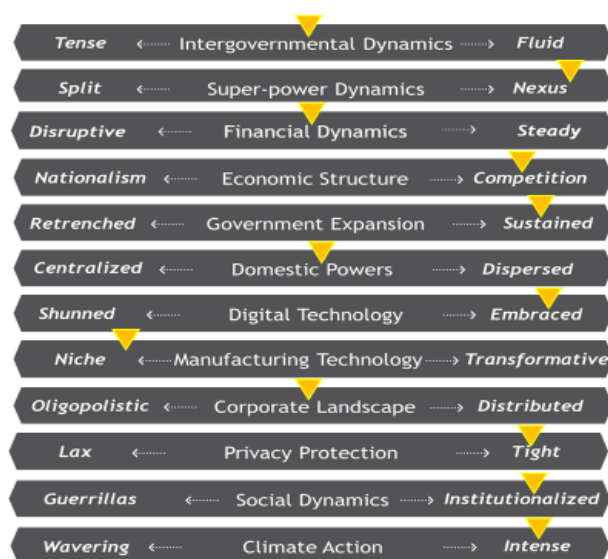 Tense Intergovernmental Dynamics Fluid
Split Super-power Dynamics Nexus
Disruptive Financial Dynamics Steady
Nationalism Economic Structure Competition
Retrenched Government Expansion Sustained
Centralized Domestic Powers Dispersed
Shunned Digital Technology Embraced
Niche Manufacturing Technology Transformative
Oligopolistic Corporate Landscape Distributed
Lax Privacy Protection Tight
Guerrillas Social Dynamics Institutionalized
Wavering Climate Action Intense